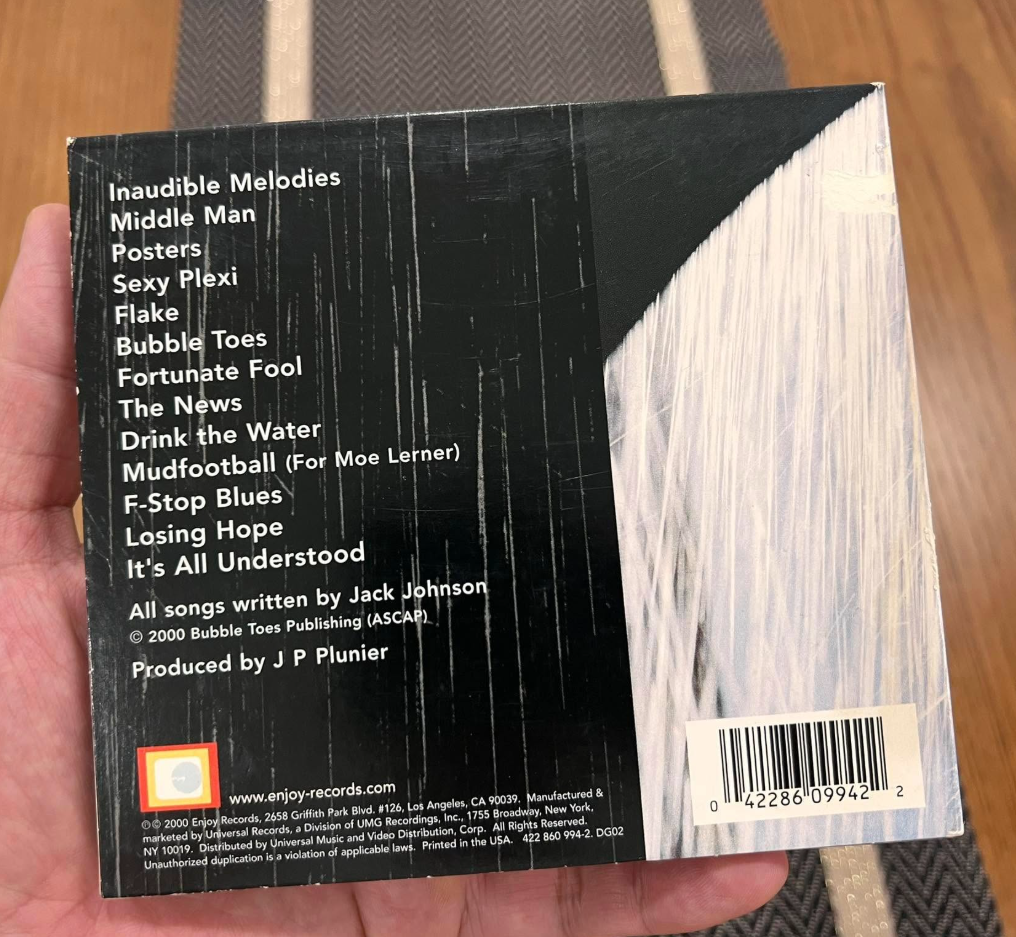 Inaudible Melodies
Middle Man
Posters
Sexy Plexi
Flake
Bubble Toes
Fortunate Fool
The News
Drink the Water
Mudfootball (For Moe Lerner)
F-Stop Blues
Losing Hope
It's All Understood
All songs written by Jack Johnson
© 2000 Bubble Toes Publishing (ASCAP)
Produced by J P Plunier
www.enjoy-records.com
℗© 2000 Enjoy Records, 2658 Griffith Park Blvd. #126, Los Angeles, CA 90039. Manufactured &
marketed by Universal Records, a Division of UMG Recordings, Inc., 1755 Broadway, New York,
NY 10019. Distributed by Universal Music and Video Distribution, Corp. All Rights Reserved.
Unauthorized duplication is a violation of applicable laws. Printed in the USA. 422 860 994-2. DG02
0 42286 09942 2